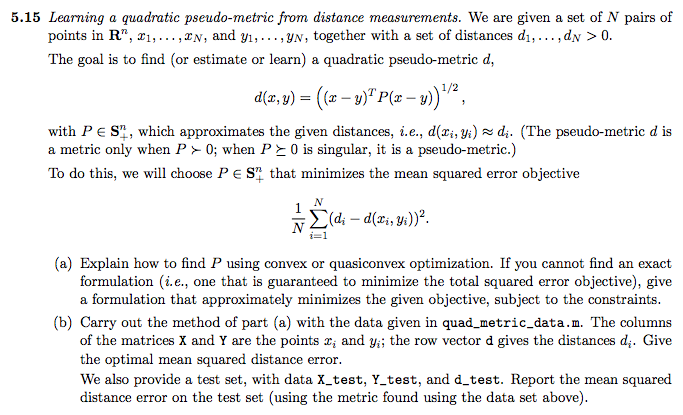 5.15 Learning a quadratic pseudo-metric from distance measurements. We are given a set of N pairs of
points in Rⁿ, x₁, . . . , x_N, and y₁, . . . , y_N, together with a set of distances d₁, . . . , d_N > 0.
The goal is to find (or estimate or learn) a quadratic pseudo-metric d,
d(x, y) = ((x − y)ᵀP(x − y))^{1/2},
with P ∈ Sⁿ₊, which approximates the given distances, i.e., d(xᵢ, yᵢ) ≈ dᵢ. (The pseudo-metric d is
a metric only when P ≻ 0; when P ⪰ 0 is singular, it is a pseudo-metric.)
To do this, we will choose P ∈ Sⁿ₊ that minimizes the mean squared error objective
1/N ∑_{i=1}^{N} (dᵢ − d(xᵢ, yᵢ))².
(a) Explain how to find P using convex or quasiconvex optimization. If you cannot find an exact
formulation (i.e., one that is guaranteed to minimize the total squared error objective), give
a formulation that approximately minimizes the given objective, subject to the constraints.
(b) Carry out the method of part (a) with the data given in quad_metric_data.m. The columns
of the matrices X and Y are the points xᵢ and yᵢ; the row vector d gives the distances dᵢ. Give
the optimal mean squared distance error.
We also provide a test set, with data X_test, Y_test, and d_test. Report the mean squared
distance error on the test set (using the metric found using the data set above).